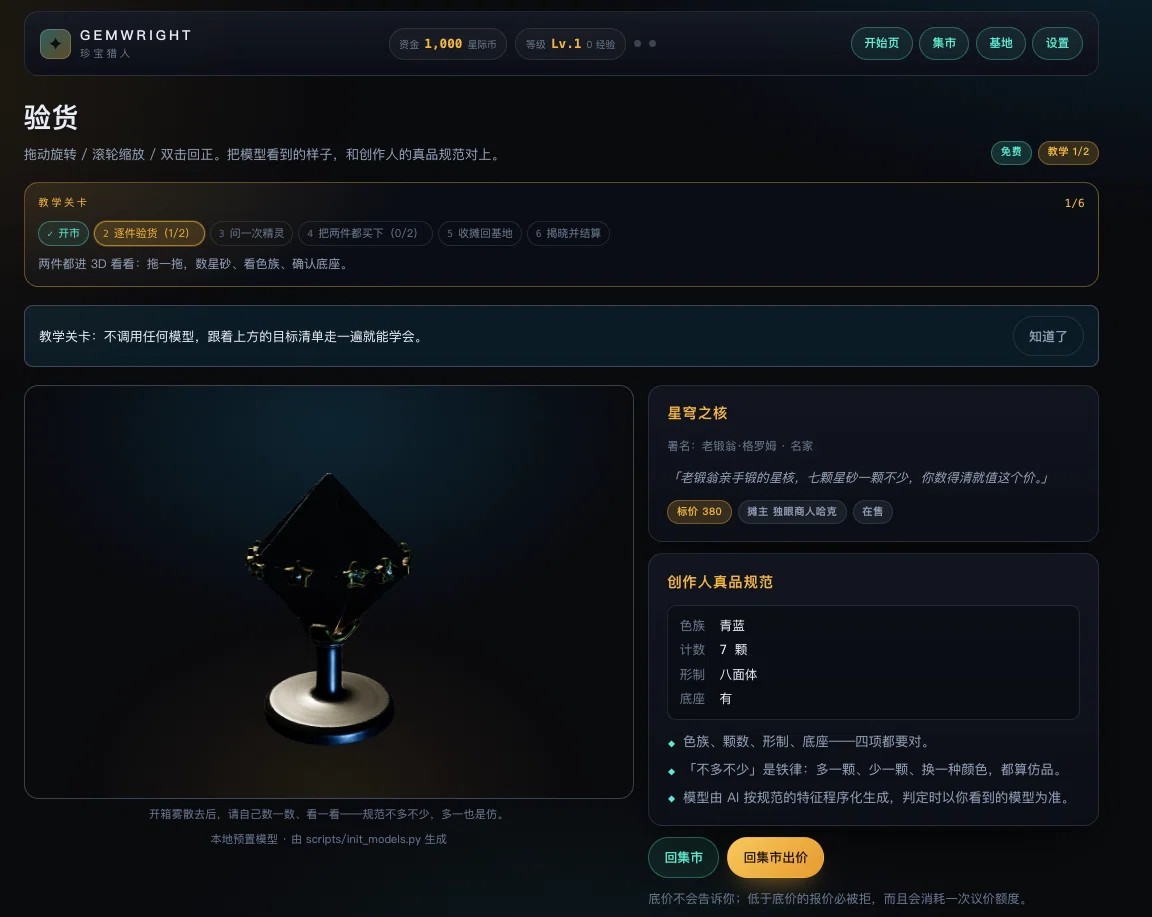 GEMWRIGHT
珍宝猎人
资金 1,000 星际币
等级 Lv.1 0 经验
开始页
集市
基地
设置
验货
拖动旋转 / 滚轮缩放 / 双击回正。把模型看到的样子，和创作人的真品规范对上。
免费
教学 1/2
教学关卡
1/6
✓ 开市
2 逐件验货（1/2）
3 问一次精灵
4 把两件都买下（0/2）
5 收摊回基地
6 揭晓并结算
两件都进 3D 看看：拖一拖，数星砂、看色族、确认底座。
教学关卡：不调用任何模型，跟着上方的目标清单走一遍就能学会。
知道了
星穹之核
署名：老锻翁·格罗姆 · 名家
「老锻翁亲手锻的星核，七颗星砂一颗不少，你数得清就值这个价。」
标价 380
摊主 独眼商人哈克
在售
创作人真品规范
色族 青蓝
计数 7 颗
形制 八面体
底座 有
色族、颗数、形制、底座——四项都要对。
「不多不少」是铁律：多一颗、少一颗、换一种颜色，都算仿品。
模型由 AI 按规范的特征程序化生成，判定时以你看到的模型为准。
开箱雾散去后，请自己数一数、看一看——规范不多不少，多一也是仿。
本地预置模型 · 由 scripts/init_models.py 生成
回集市
回集市出价
底价不会告诉你；低于底价的报价必被拒，而且会消耗一次议价额度。